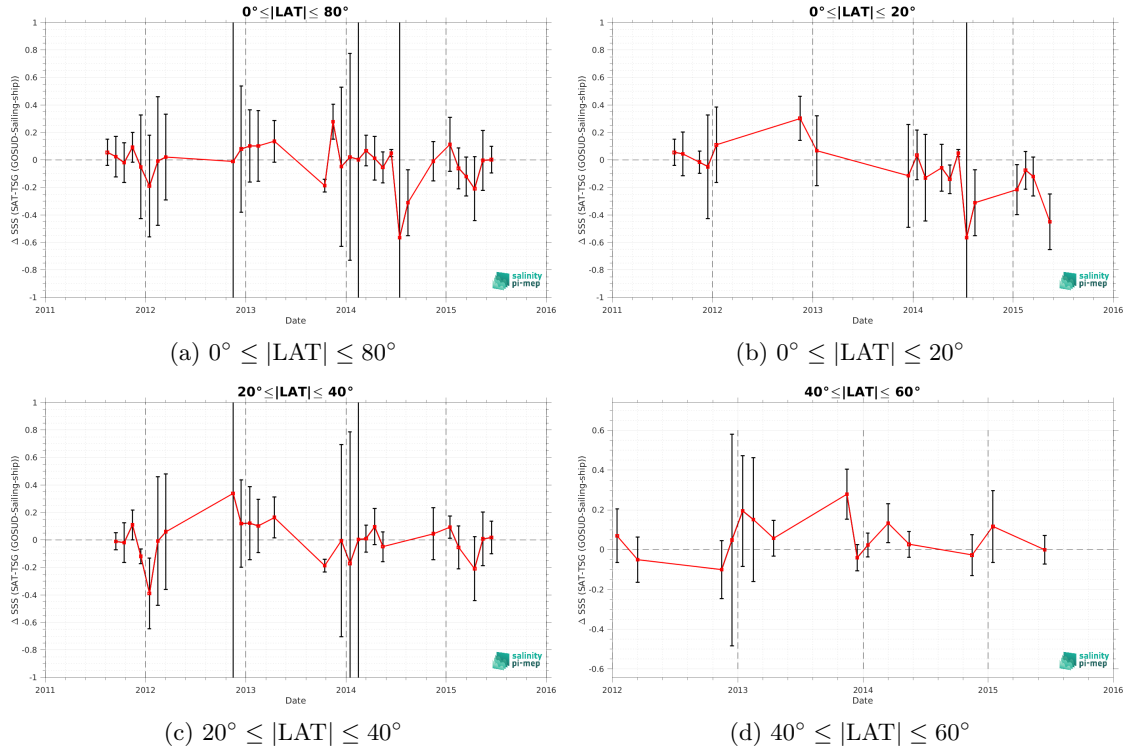 0°≤|LAT|≤ 80°
1
0.8
0.6
0.4
0.2
0
-0.2
-0.4
-0.6
-0.8
-1
Δ SSS (SAT-TSG (GOSUD-Sailing-ship))
2011 2012 2013 2014 2015 2016
Date
salinity
pi-mep
(a) 0° ≤ |LAT| ≤ 80°
0°≤|LAT|≤ 20°
1
0.8
0.6
0.4
0.2
0
-0.2
-0.4
-0.6
-0.8
-1
Δ SSS (SAT-TSG (GOSUD-Sailing-ship))
2011 2012 2013 2014 2015 2016
Date
salinity
pi-mep
(b) 0° ≤ |LAT| ≤ 20°
20°≤|LAT|≤ 40°
1
0.8
0.6
0.4
0.2
0
-0.2
-0.4
-0.6
-0.8
-1
Δ SSS (SAT-TSG (GOSUD-Sailing-ship))
2011 2012 2013 2014 2015 2016
Date
salinity
pi-mep
(c) 20° ≤ |LAT| ≤ 40°
40°≤|LAT|≤ 60°
0.6
0.4
0.2
0
-0.2
-0.4
-0.6
Δ SSS (SAT-TSG (GOSUD-Sailing-ship))
2012 2013 2014 2015 2016
Date
salinity
pi-mep
(d) 40° ≤ |LAT| ≤ 60°